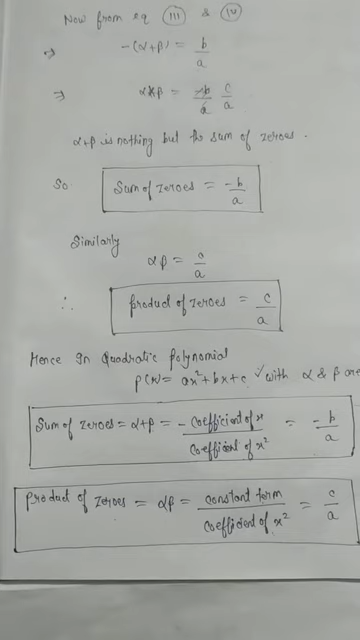 Now from eq (III) & (IV)
⇒ -(α+β) = b/a
⇒ αβ = c/a
α+β is nothing but the sum of zeroes.
So Sum of zeroes = -b/a
Similarly
αβ = c/a
∴ product of zeroes = c/a
Hence In Quadratic polynomial
p(x) = ax²+bx+c with α & β are
Sum of zeroes = α+β = - coefficient of x / coefficient of x² = -b/a
product of zeroes = αβ = constant term / coefficient of x² = c/a